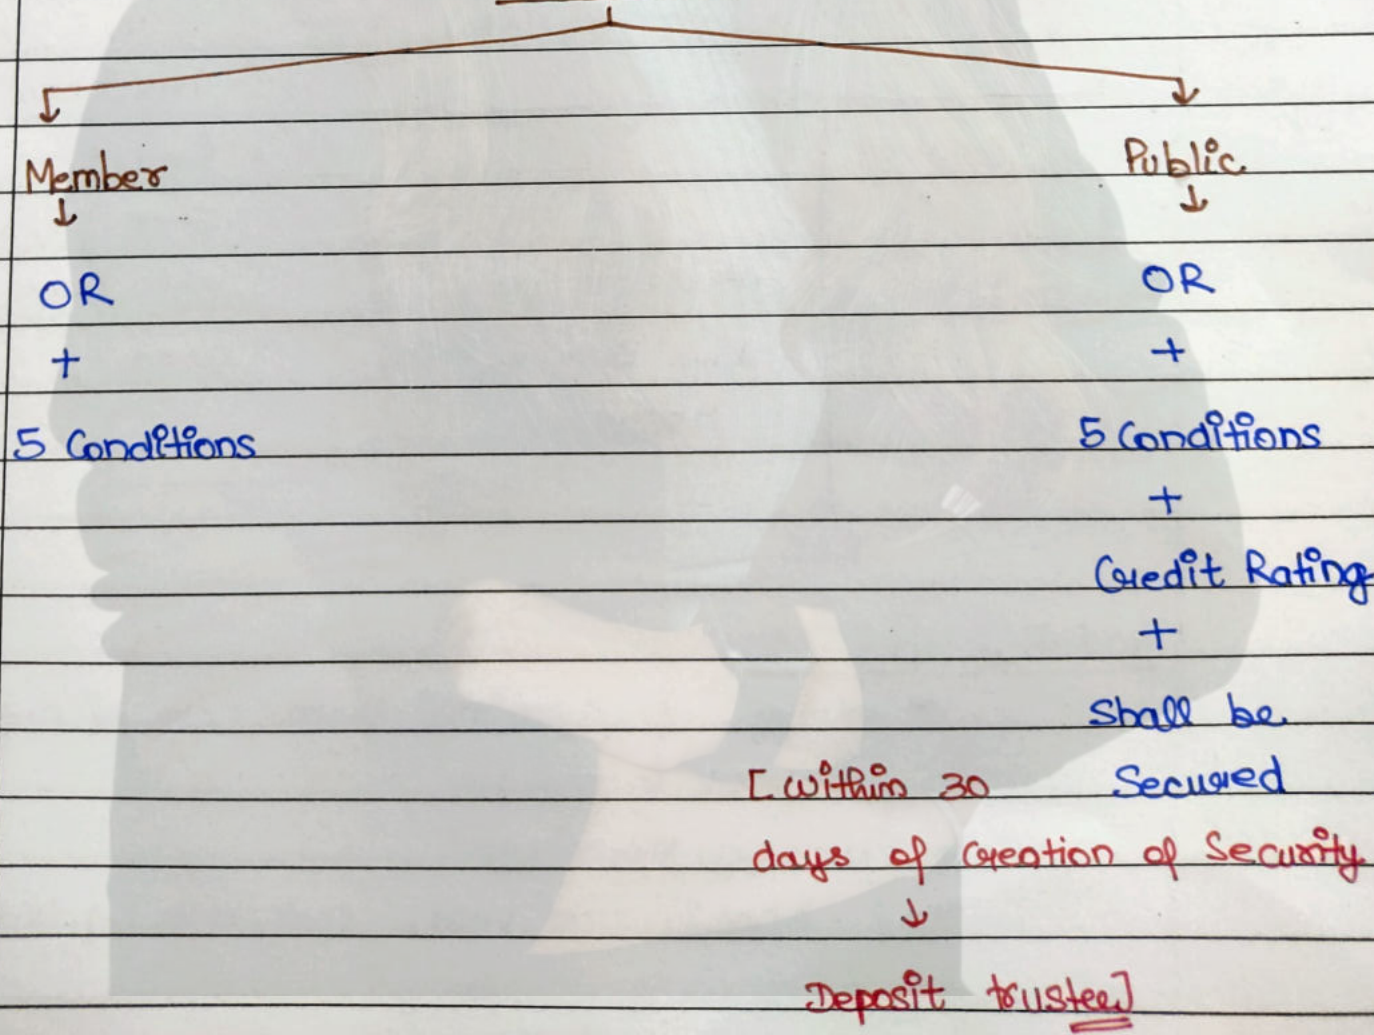 Member
Public
OR
OR
+
+
5 Conditions
5 Conditions
+
Credit Rating
+
Shall be
[Within 30
Secured
days of Creation of Security
Deposit trustee]